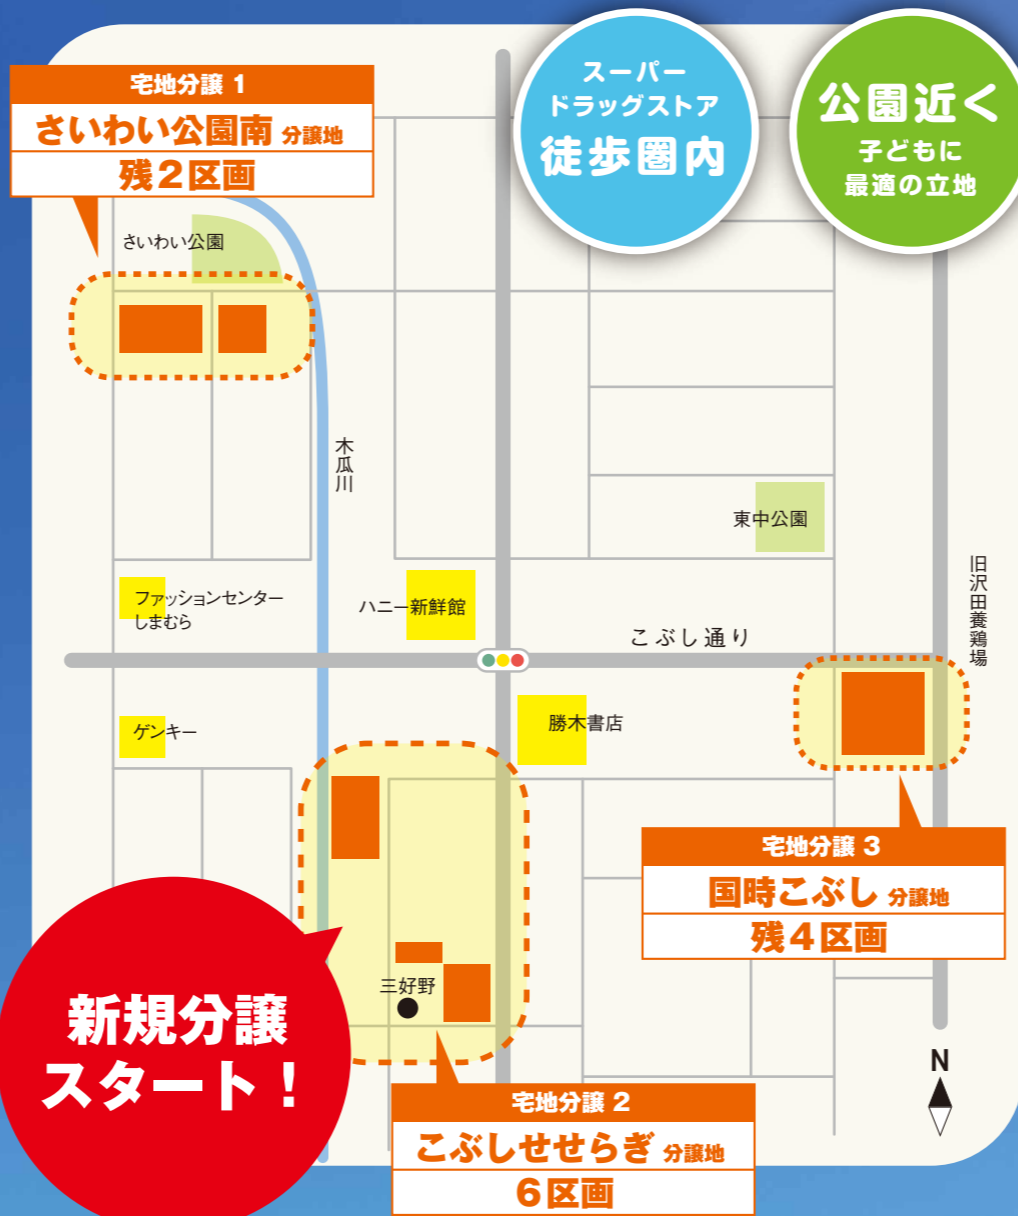 宅地分譲 1
さいわい公園南 分譲地
残2区画
スーパー
ドラッグストア
徒歩圏内
公園近く
子どもに
最適の立地
さいわい公園
木瓜川
東中公園
旧沢田養鶏場
ファッションセンター
しまむら
ハニー新鮮館
こぶし通り
ゲンキー
勝木書店
宅地分譲 3
国時こぶし 分譲地
残4区画
新規分譲
スタート！
三好野
N
宅地分譲 2
こぶしせせらぎ 分譲地
6区画